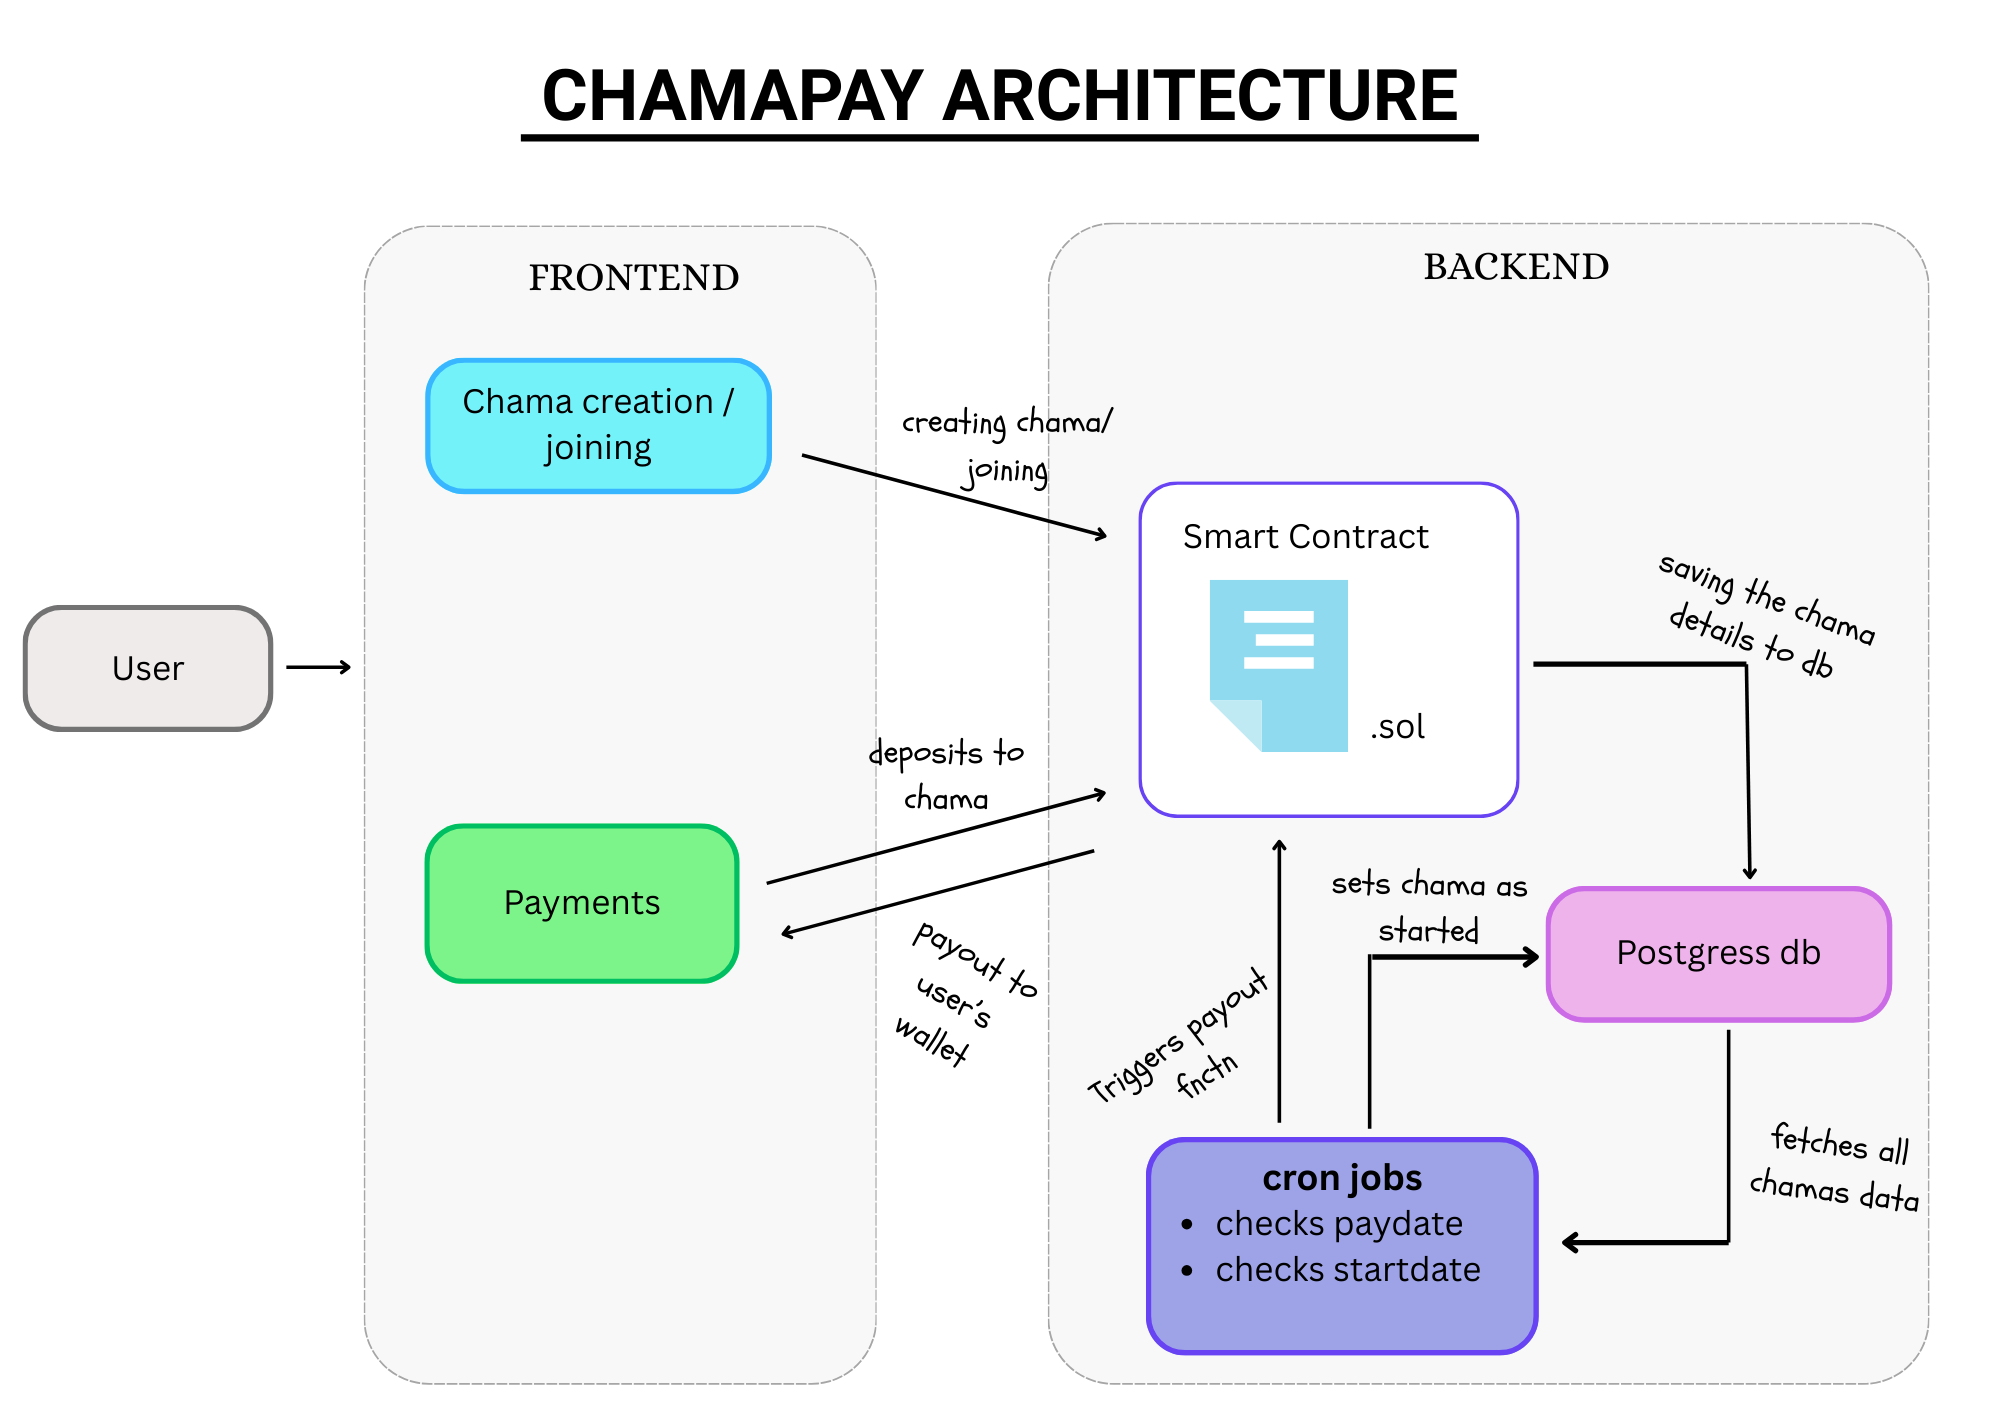 CHAMAPAY ARCHITECTURE
FRONTEND
BACKEND
Chama creation /
joining
creating chama/
joining
Smart Contract
.sol
saving the chama
details to db
User
deposits to
chama
Payments
payout to
user's
wallet
sets chama as
started
Postgress db
Triggers payout
fnctn
fetches all
chamas data
cron jobs
• checks paydate
• checks startdate